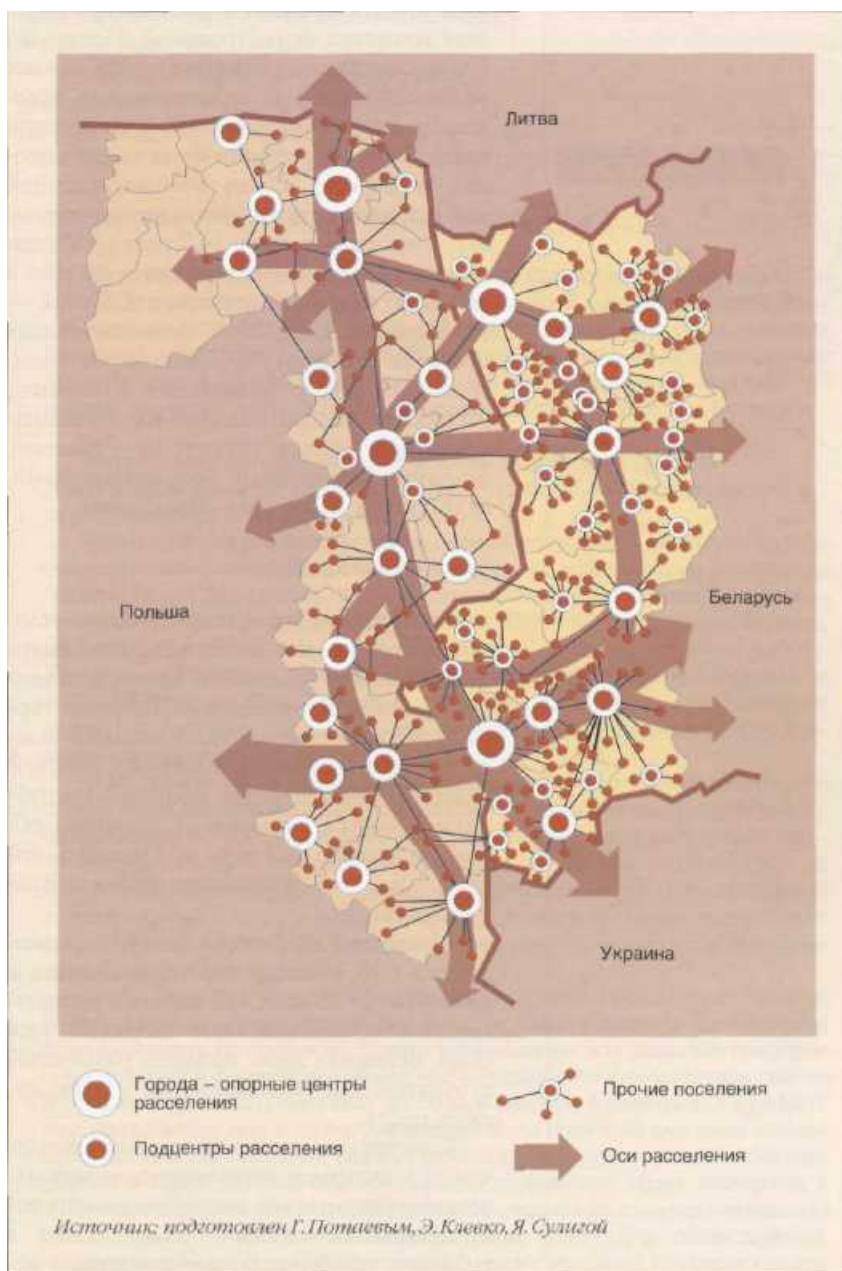 Литва
Польша
Беларусь
Украина
Города – опорные центры
расселения
Подцентры расселения
Прочие поселения
Оси расселения
Источник: подготовлен Г. Потаевым, Э. Клевко, Я. Сулигой